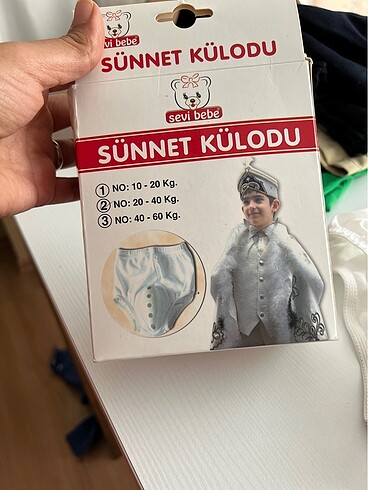 sevi bebe
SÜNNET KÜLODU
sevi bebe
SÜNNET KÜLODU
1 NO: 10 - 20 Kg.
2 NO: 20 - 40 Kg.
3 NO: 40 - 60 Kg.